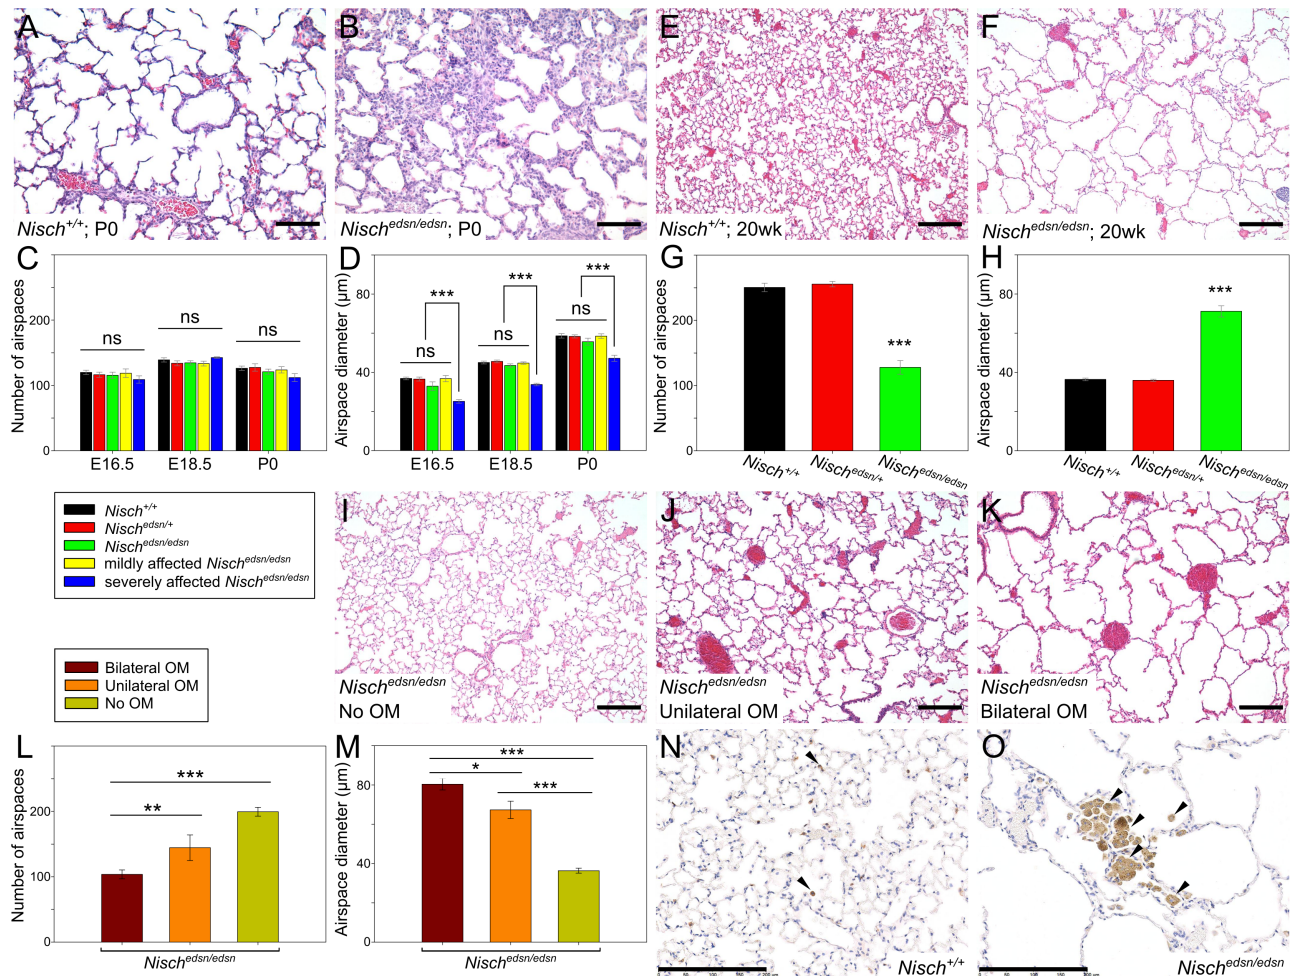 A
Nisch+/+; P0
B
Nischedsn/edsn; P0
E
Nisch+/+; 20wk
F
Nischedsn/edsn; 20wk
C
Number of airspaces
200
100
0
ns
ns
ns
E16.5
E18.5
P0
D
Airspace diameter (µm)
80
40
0
***
***
***
ns
ns
ns
E16.5
E18.5
P0
G
Number of airspaces
200
100
0
***
Nisch+/+
Nischedsn/+
Nischedsn/edsn
H
Airspace diameter (µm)
80
40
0
***
Nisch+/+
Nischedsn/+
Nischedsn/edsn
Nisch+/+
Nischedsn/+
Nischedsn/edsn
mildly affected Nischedsn/edsn
severely affected Nischedsn/edsn
Bilateral OM
Unilateral OM
No OM
I
Nischedsn/edsn
No OM
J
Nischedsn/edsn
Unilateral OM
K
Nischedsn/edsn
Bilateral OM
L
Number of airspaces
200
100
0
***
**
Nischedsn/edsn
M
Airspace diameter (µm)
80
40
0
***
*
***
Nischedsn/edsn
N
Nisch+/+
O
Nischedsn/edsn